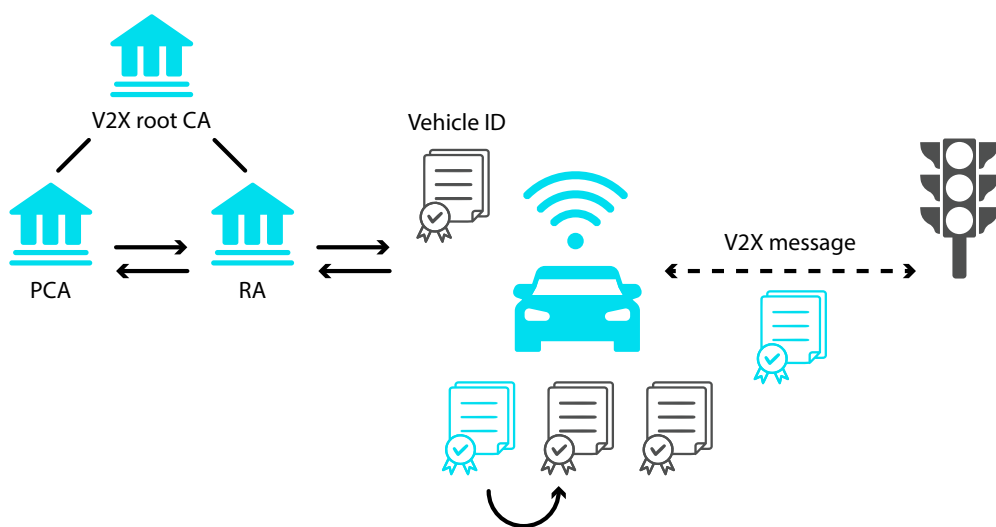 V2X root CA
Vehicle ID
V2X message
PCA
RA